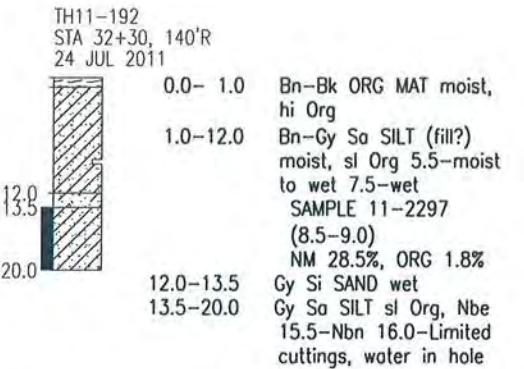 TH11-192
STA 32+30, 140'R
24 JUL 2011
0.0- 1.0 Bn-Bk ORG MAT moist,
hi Org
1.0-12.0 Bn-Gy Sa SILT (fill?)
moist, sl Org 5.5-moist
to wet 7.5-wet
SAMPLE 11-2297
(8.5-9.0)
NM 28.5%, ORG 1.8%
12.0
13.5
20.0
12.0-13.5 Gy Si SAND wet
13.5-20.0 Gy Sa SILT sl Org, Nbe
15.5-Nbn 16.0-Limited
cuttings, water in hole